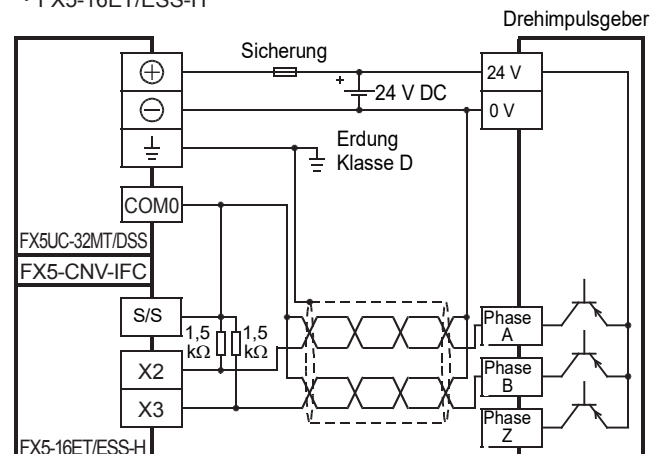 • FX5-16ET/ESS-H
Drehimpulsgeber
Sicherung
24 V
+
24 V DC
0 V
Erdung
Klasse D
COM0
FX5UC-32MT/DSS
FX5-CNV-IFC
S/S
1,5
kΩ
1,5
kΩ
X2
X3
Phase
A
Phase
B
Phase
Z
FX5-16ET/ESS-H